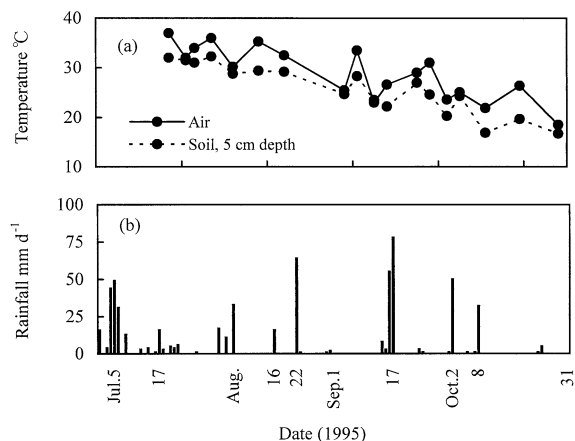 40
30
20
10
Temperature °C
(a)
Air
Soil, 5 cm depth
100
75
50
25
0
Rainfall mm d-1
(b)
Jul.5
17
Aug.
16
22
Sep.1
17
Oct.2
8
31
Date (1995)